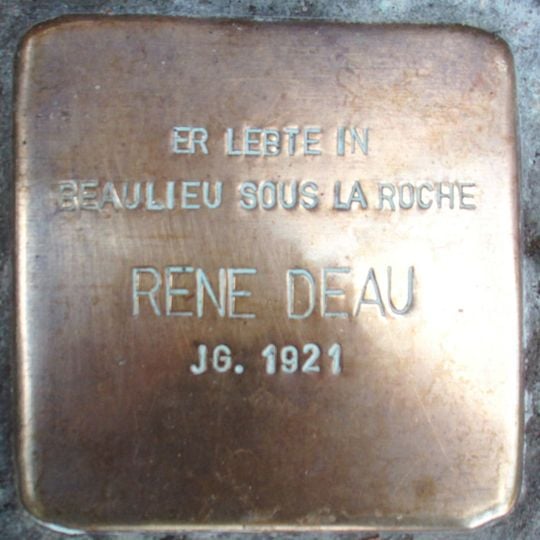 ER LEBTE IN
BEAULIEU SOUS LA ROCHE
RENE DEAU
JG. 1921